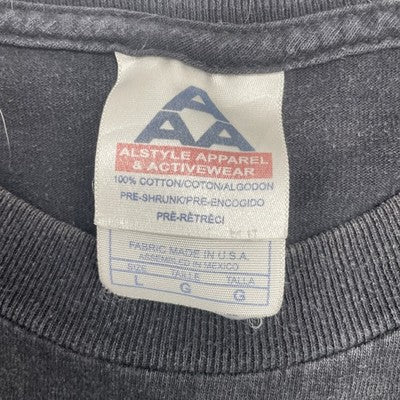 A
A A
ALSTYLE APPAREL
& ACTIVEWEAR
100% COTTON/COTON/ALGODON
PRE-SHRUNK/PRE-ENCOGIDO
PRÉ-RÉTRÉCI
FABRIC MADE IN U.S.A.
ASSEMBLED IN MEXICO
SIZE TAILLE TALLA
L G G